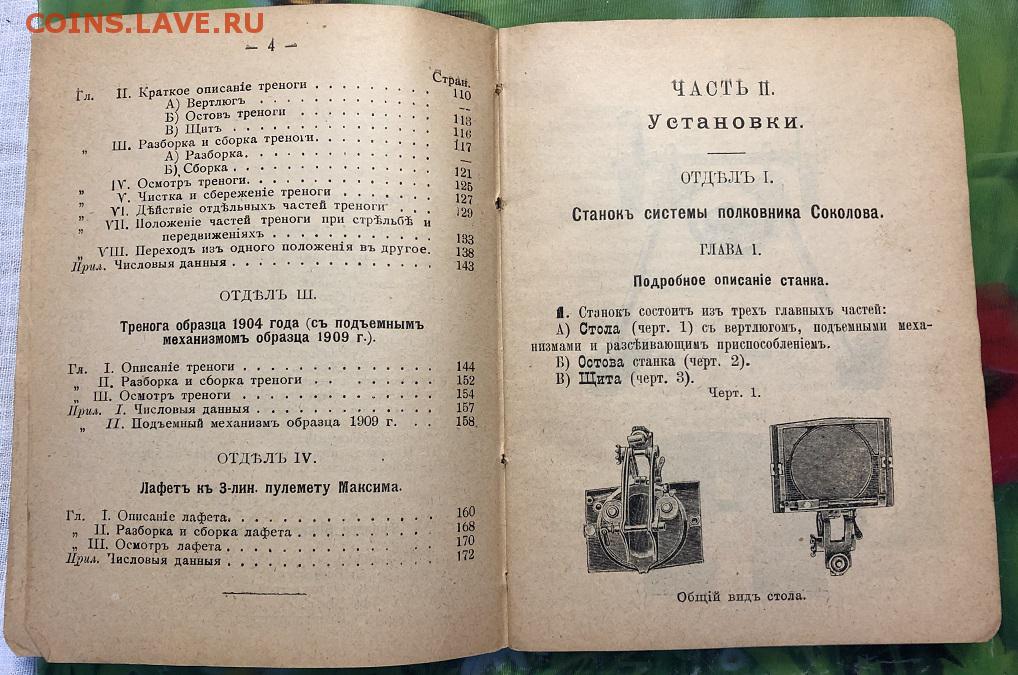 COINS.LAVE.RU
— 4 —
Стран.
Гл. II. Краткое описаніе треноги . . . . . . . . . 110
А) Вертлюгъ . . . . . . . . . . . —
Б) Остовъ треноги . . . . . . . . . 113
В) Щитъ . . . . . . . . . . . . 116
„ III. Разборка и сборка треноги. . . . . . . . 117
А) Разборка. . . . . . . . . . . —
Б) Сборка . . . . . . . . . . . 121
„ IV. Осмотръ треноги. . . . . . . . . . . 125
„ V. Чистка и сбереженіе треноги . . . . . . 127
„ VI. Дѣйствіе отдѣльныхъ частей треноги . . . 129
„ VII. Положеніе частей треноги при стрѣльбѣ и
передвиженіяхъ . . . . . . . . . . 133
„ VIII. Переходъ изъ одного положенія въ другое. 138
Прил. Числовыя данныя . . . . . . . . . . . . 143
ОТДѢЛЪ III.
Тренога образца 1904 года (съ подъемнымъ
механизмомъ образца 1909 г.).
Гл. I. Описаніе треноги . . . . . . . . . . . 144
„ II. Разборка и сборка треноги . . . . . . . 152
„ III. Осмотръ треноги . . . . . . . . . . . 154
Прил. I. Числовыя данныя . . . . . . . . . . 157
„ II. Подъемный механизмъ образца 1909 г. . . 158.
ОТДѢЛЪ IV.
Лафетъ къ 3-лин. пулемету Максима.
Гл. I. Описаніе лафета. . . . . . . . . . . . 160
„ II. Разборка и сборка лафета . . . . . . . 168
„ III. Осмотръ лафета . . . . . . . . . . . 170
Прил. Числовыя данныя . . . . . . . . . . . . 172
ЧАСТЬ II.
Установки.
ОТДѢЛЪ I.
Станокъ системы полковника Соколова.
ГЛАВА I.
Подробное описаніе станка.
1. Станокъ состоитъ изъ трехъ главныхъ частей:
А) Стола (черт. 1) съ вертлюгомъ, подъемными меха-
низмами и разсѣивающимъ приспособленіемъ.
Б) Остова станка (черт. 2).
В) Щита (черт. 3).
Черт. 1.
Общій видъ стола.